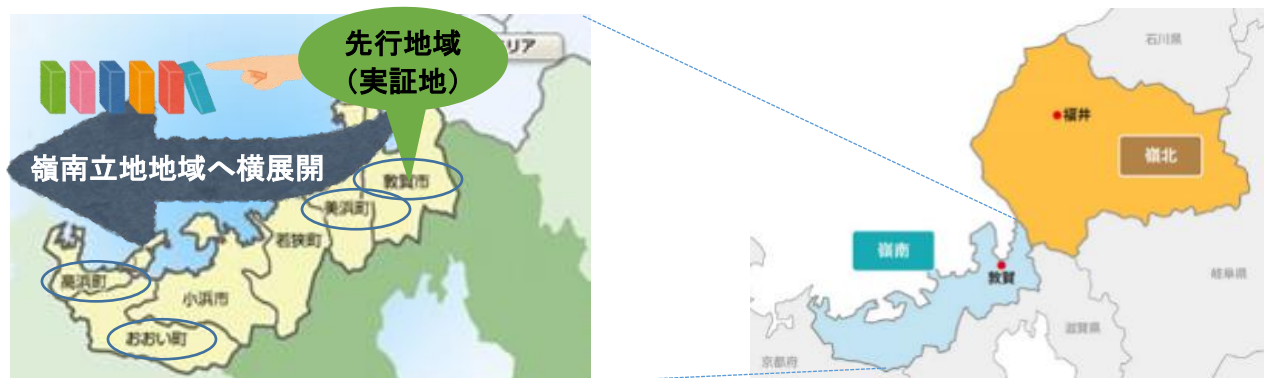 先行地域
（実証地）
リア
嶺南立地地域へ横展開
敦賀市
美浜町
若狭町
高浜町
小浜市
おおい町
石川県
福井
嶺北
嶺南
敦賀
岐阜県
滋賀県
京都府